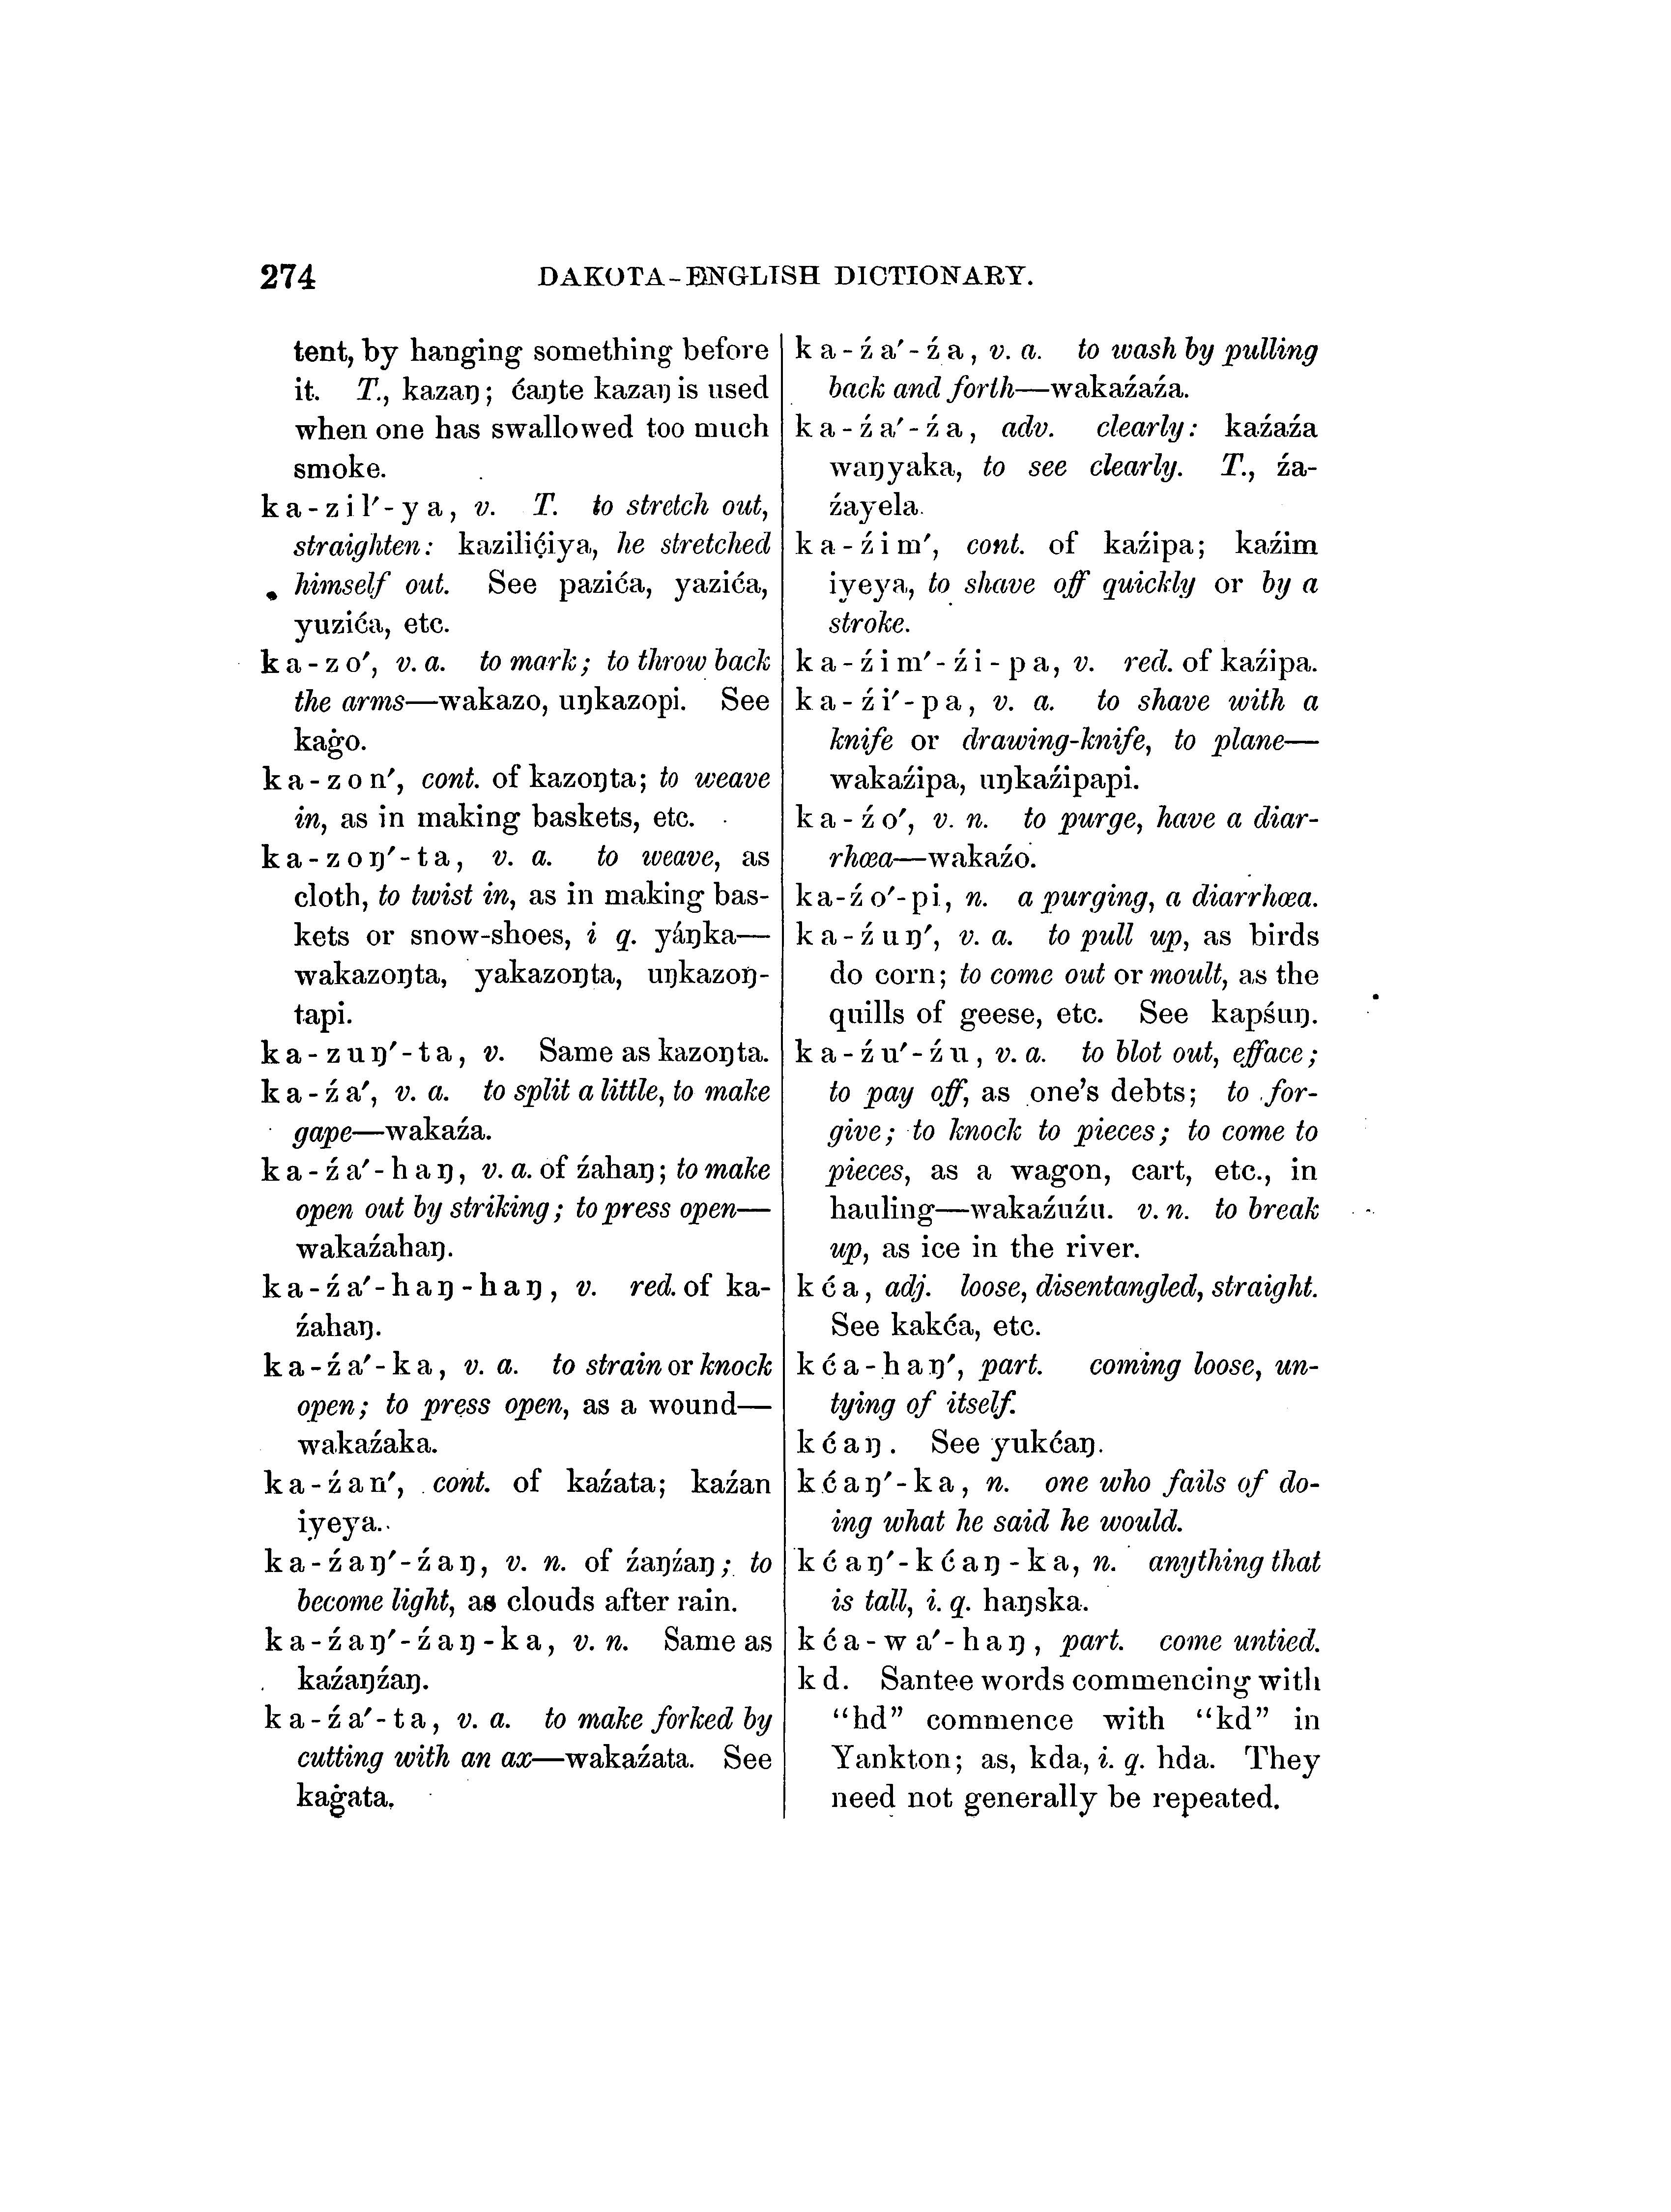 274 DAKOTA-ENGLISH DICTIONARY.
tent, by hanging something before
it. T., kazaŋ; ćaŋte kazaŋ is used
when one has swallowed too much
smoke.
ka-zil′-ya, v. T. to stretch out,
straighten: kaziliçiya, he stretched
himself out. See pazića, yazića,
yuzića, etc.
ka-zo′, v. a. to mark; to throw back
the arms—wakazo, uŋkazopi. See
kaġo.
ka-zon′, cont. of kazoŋta; to weave
in, as in making baskets, etc.
ka-zoŋ′-ta, v. a. to weave, as
cloth, to twist in, as in making bas-
kets or snow-shoes, i q. yáŋka—
wakazoŋta, yakazoŋta, uŋkazoŋ-
tapi.
ka-zuŋ′-ta, v. Same as kazoŋta.
ka-źa′, v. a. to split a little, to make
gape—wakaźa.
ka-źa′-haŋ, v. a. of źahaŋ; to make
open out by striking; to press open—
wakaźahaŋ.
ka-źa′-haŋ-haŋ, v. red. of ka-
źahaŋ.
ka-źa′-ka, v. a. to strain or knock
open; to press open, as a wound—
wakaźaka.
ka-źan′, cont. of kaźata; kaźan
iyeya.
ka-źaŋ′-źaŋ, v. n. of źaŋźaŋ; to
become light, as clouds after rain.
ka-źaŋ′-źaŋ-ka, v. n. Same as
kaźaŋźaŋ.
ka-źa′-ta, v. a. to make forked by
cutting with an ax—wakaźata. See
kaġata.
ka-źa′-źa, v. a. to wash by pulling
back and forth—wakaźaźa.
ka-źa′-źa, adv. clearly: kaźaźa
waŋyaka, to see clearly. T., źa-
źayela.
ka-źim′, cont. of kaźipa; kaźim
iyeya, to shave off quickly or by a
stroke.
ka-źim′-źi-pa, v. red. of kaźipa.
ka-źi′-pa, v. a. to shave with a
knife or drawing-knife, to plane—
wakaźipa, uŋkaźipapi.
ka-źo′, v. n. to purge, have a diar-
rhœa—wakaźo.
ka-źo′-pi, n. a purging, a diarrhœa.
ka-źuŋ′, v. a. to pull up, as birds
do corn; to come out or moult, as the
quills of geese, etc. See kapśuŋ.
ka-źu′-źu, v. a. to blot out, efface;
to pay off, as one's debts; to for-
give; to knock to pieces; to come to
pieces, as a wagon, cart, etc., in
hauling—wakaźuźu. v. n. to break
up, as ice in the river.
kća, adj. loose, disentangled, straight.
See kakća, etc.
kća-haŋ′, part. coming loose, un-
tying of itself.
kćaŋ. See yukćaŋ.
kćaŋ′-ka, n. one who fails of do-
ing what he said he would.
kćaŋ′-kćaŋ-ka, n. anything that
is tall, i. q. haŋska.
kća-wa′-haŋ, part. come untied.
kd. Santee words commencing with
“hd” commence with “kd” in
Yankton; as, kda, i. q. hda. They
need not generally be repeated.